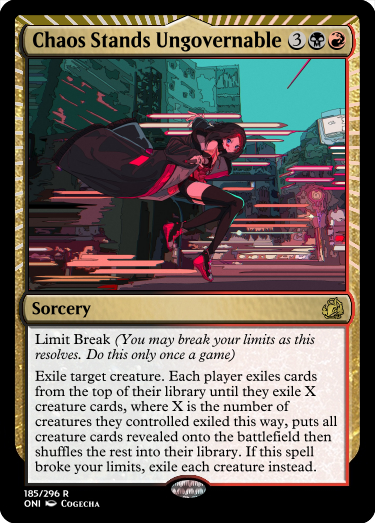 Chaos Stands Ungovernable 3
Sorcery
Limit Break (You may break your limits as this
resolves. Do this only once a game)
Exile target creature. Each player exiles cards
from the top of their library until they exile X
creature cards, where X is the number of
creatures they controlled exiled this way, puts all
creature cards revealed onto the battlefield then
shuffles the rest into their library. If this spell
broke your limits, exile each creature instead.
185/296 R
ONI Cogecha